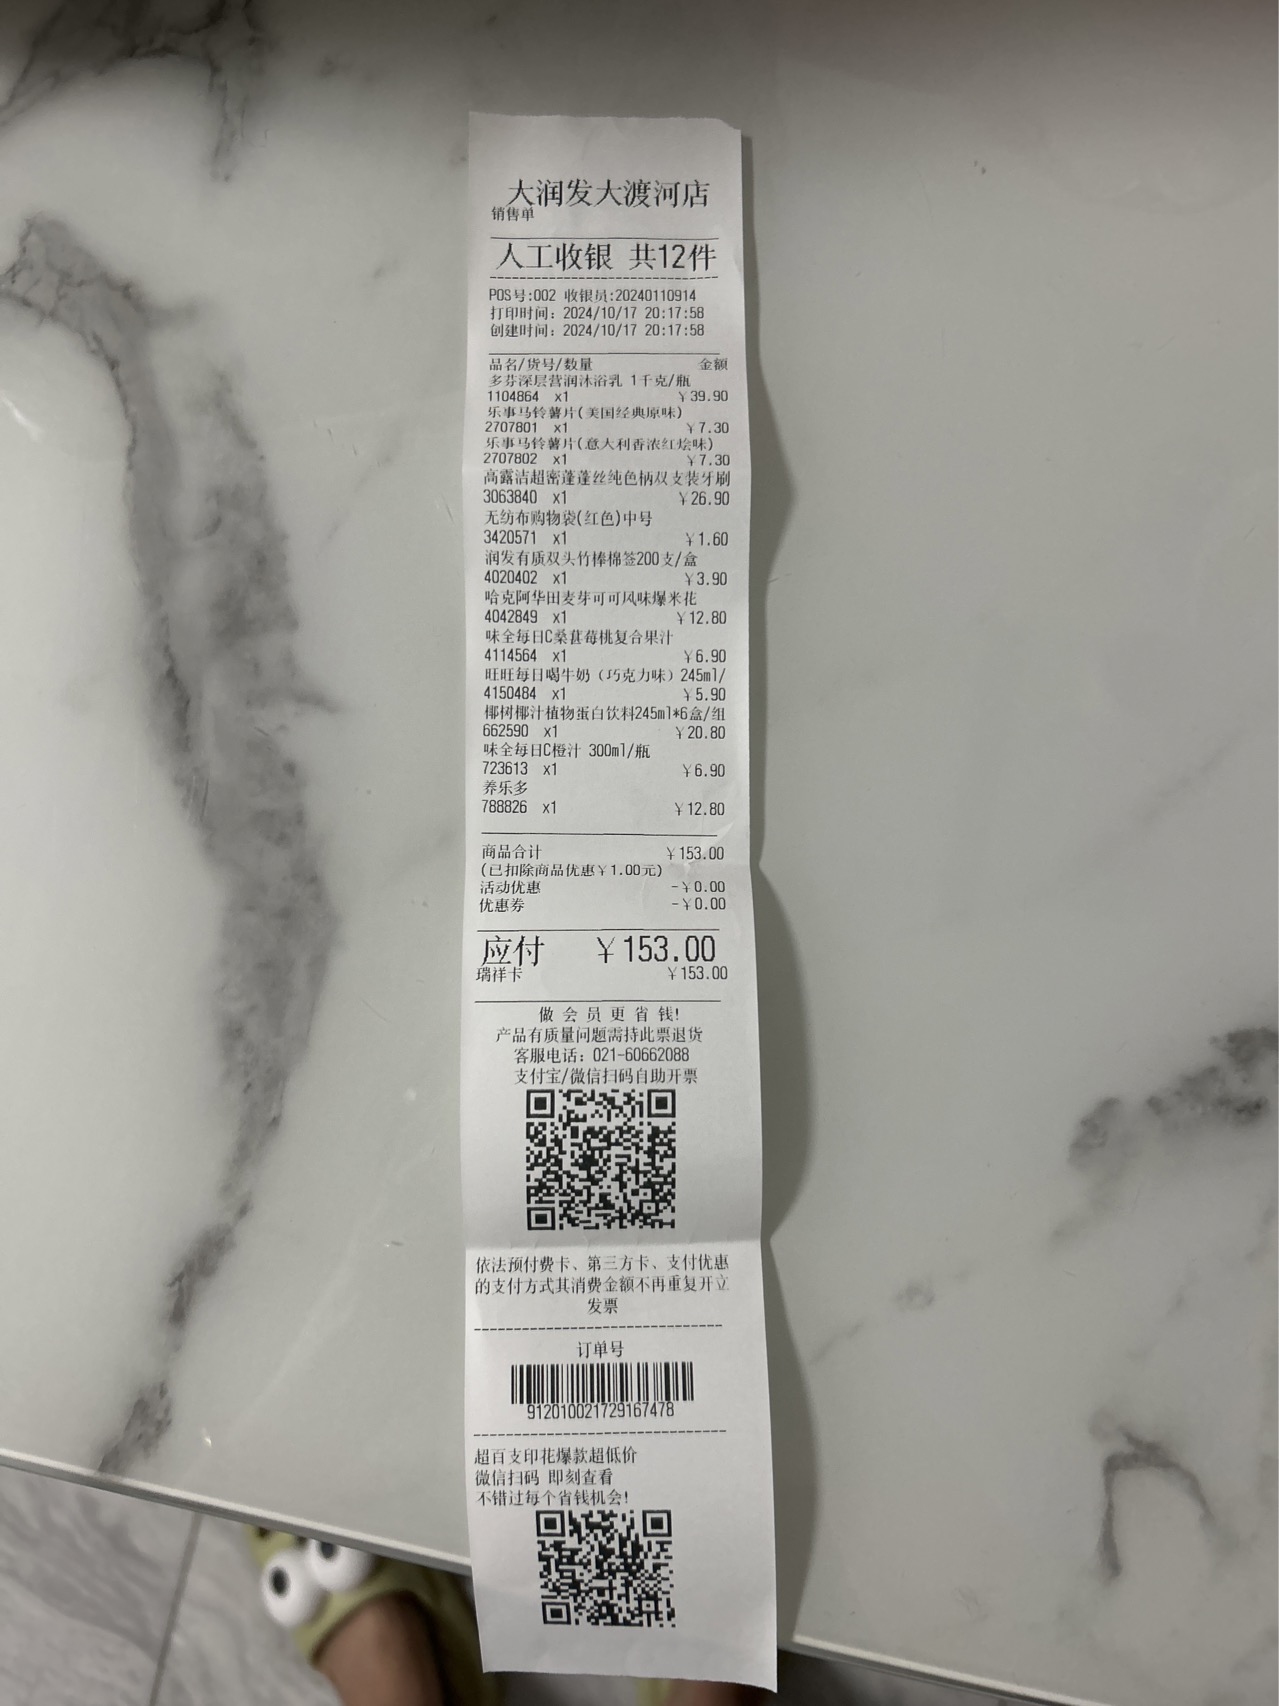 大润发大渡河店
销售单
人工收银 共12件
POS号:002 收银员:20240110914
打印时间: 2024/10/17 20:17:58
创建时间: 2024/10/17 20:17:58
品名/货号/数量 金额
多芬深层营润沐浴乳 1千克/瓶
1104864 x1 ￥39.90
乐事马铃薯片(美国经典原味)
2707801 x1 ￥7.30
乐事马铃薯片(意大利香浓红烩味)
2707802 x1 ￥7.30
高露洁超密蓬蓬丝纯色柄双支装牙刷
3063840 x1 ￥26.90
无纺布购物袋(红色)中号
3420571 x1 ￥1.60
润发有质双头竹棒棉签200支/盒
4020402 x1 ￥3.90
哈克阿华田麦芽可可风味爆米花
4042849 x1 ￥12.80
味全每日C桑葚莓桃复合果汁
4114564 x1 ￥6.90
旺旺每日喝牛奶（巧克力味）245ml/
4150484 x1 ￥5.90
椰树椰汁植物蛋白饮料245ml*6盒/组
662590 x1 ￥20.80
味全每日C橙汁 300ml/瓶
723613 x1 ￥6.90
养乐多
788826 x1 ￥12.80
商品合计 ￥153.00
(已扣除商品优惠￥1.00元)
活动优惠 -￥0.00
优惠券 -￥0.00
应付 ￥153.00
瑞祥卡 ￥153.00
做 会 员 更 省 钱!
产品有质量问题需持此票退货
客服电话: 021-60662088
支付宝/微信扫码自助开票
依法预付费卡、第三方卡、支付优惠
的支付方式其消费金额不再重复开立
发票
订单号
912010021729167478
超百支印花爆款超低价
微信扫码 即刻查看
不错过每个省钱机会!